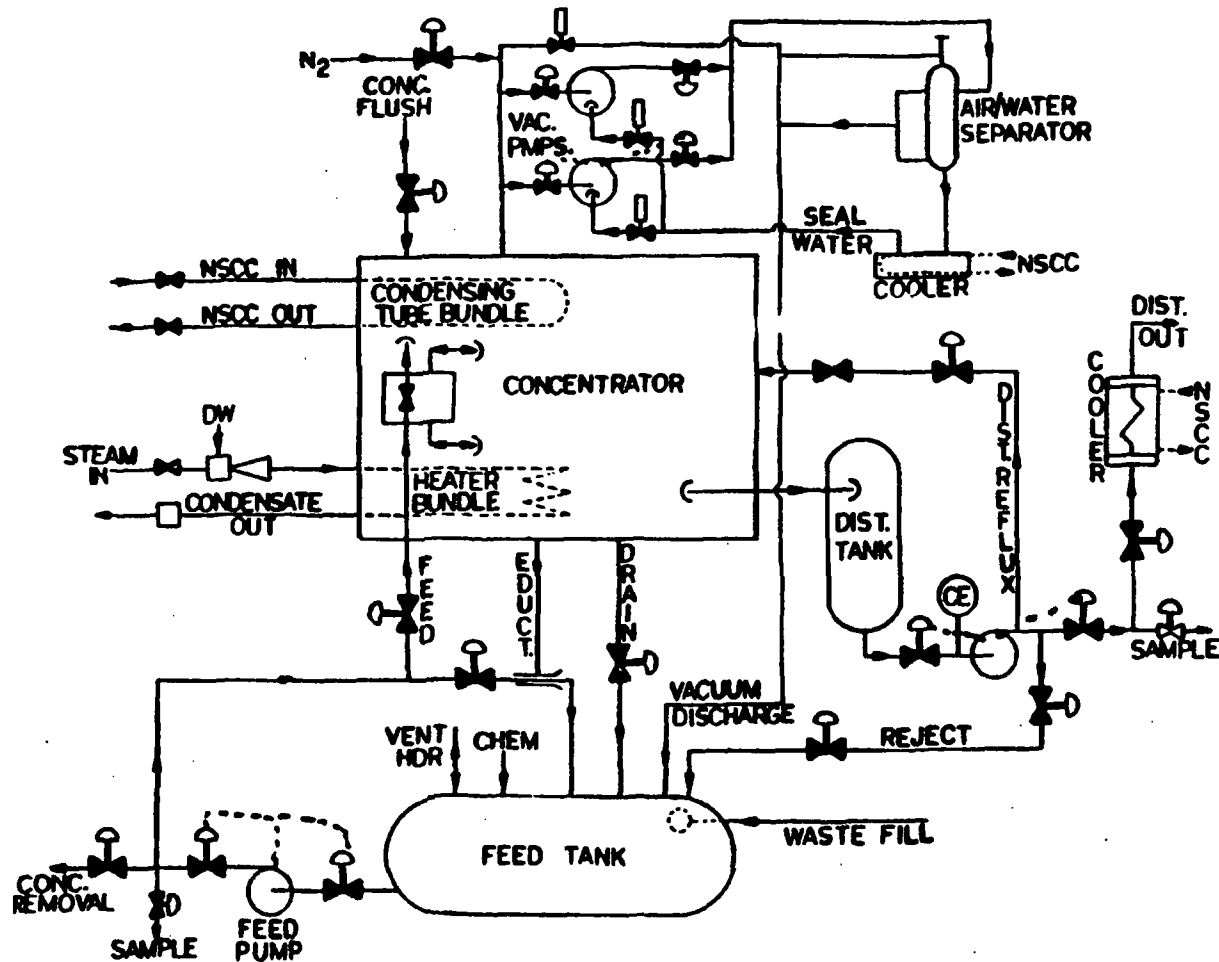 N2
CONC.
FLUSH
VAC.
PMPS.
AIR/WATER
SEPARATOR
SEAL
WATER
NSCC
COOLER
NSCC IN
NSCC OUT
CONDENSING
TUBE BUNDLE
CONCENTRATOR
DIST.
OUT
COOLER
NSCC
DW
STEAM
IN
HEATER
BUNDLE
CONDENSATE
OUT
DIST.
TANK
DIST REFLUX
CE
FEED
EDUCT.
DRAIN
SAMPLE
VACUUM
DISCHARGE
REJECT
VENT
HDR
CHEM
WASTE FILL
FEED TANK
CONC.
REMOVAL
SAMPLE
FEED
PUMP